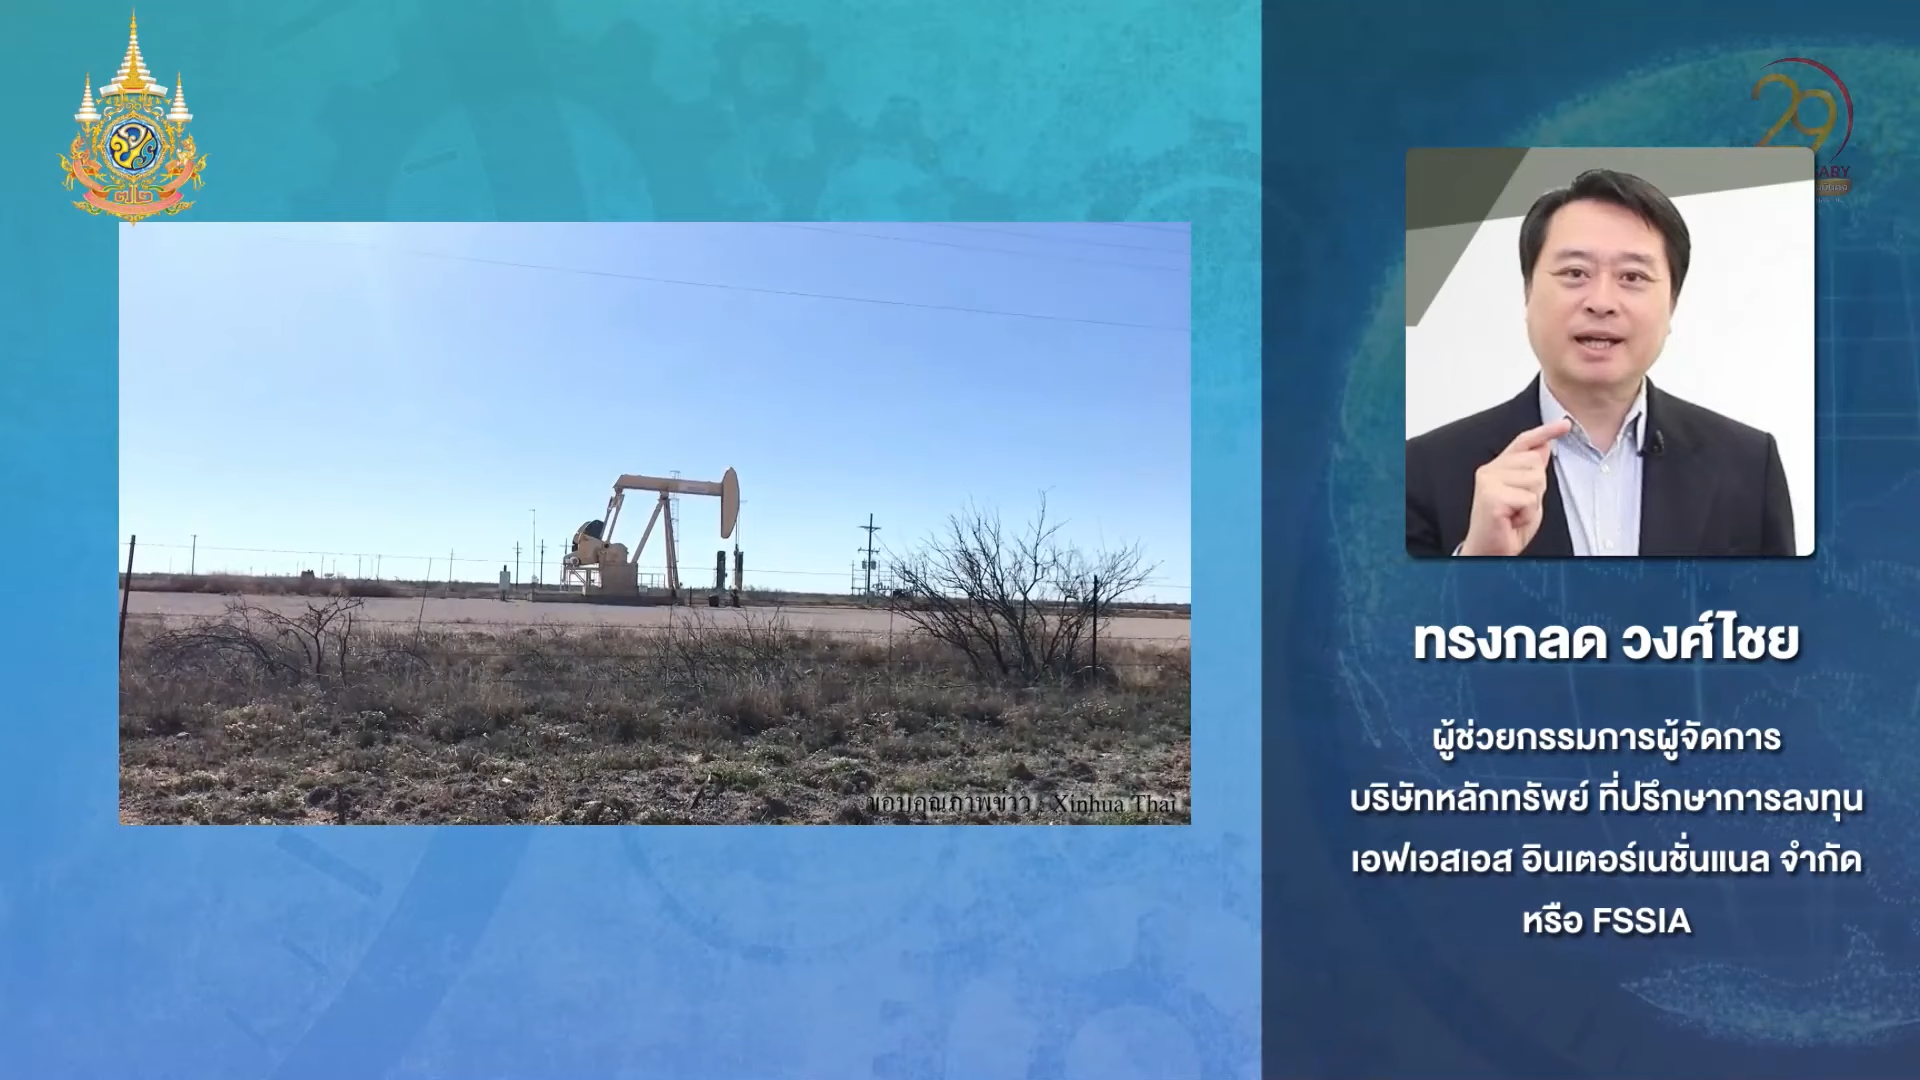 29
ขอบคุณภาพข่าว : Xinhua Thai
ทรงกลด วงศ์ไชย
ผู้ช่วยกรรมการผู้จัดการ
บริษัทหลักทรัพย์ ที่ปรึกษาการลงทุน
เอฟเอสเอส อินเตอร์เนชั่นแนล จำกัด
หรือ FSSIA